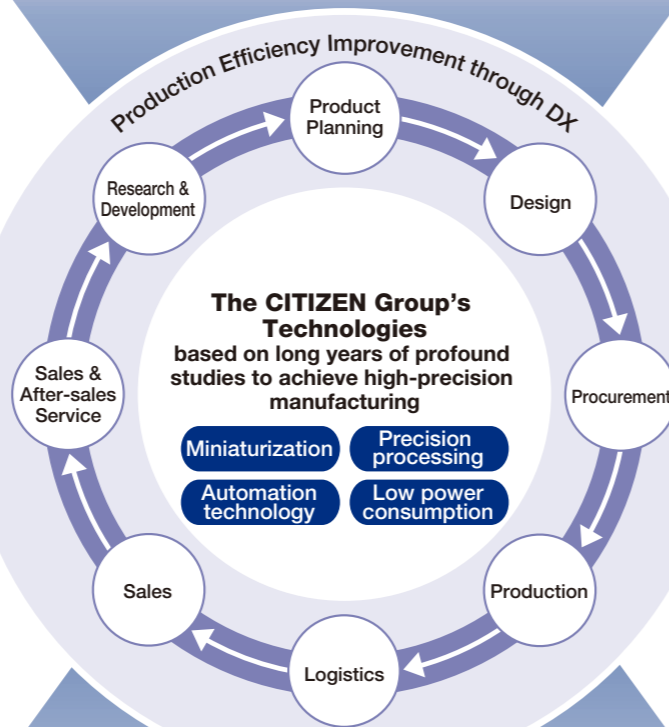 Production Efficiency Improvement through DX
Product
Planning
Research &
Development
Design
The CITIZEN Group's
Technologies
based on long years of profound
studies to achieve high-precision
manufacturing
Sales &
After-sales
Service
Procurement
Miniaturization
Precision
processing
Automation
technology
Low power
consumption
Sales
Production
Logistics